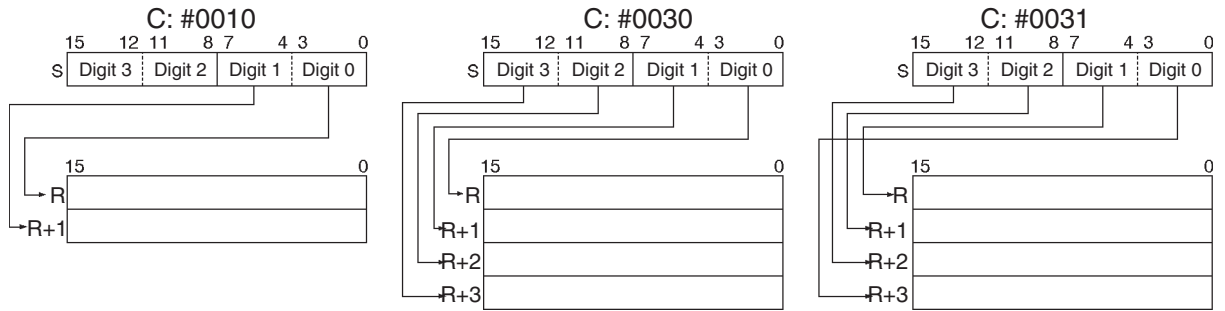 C: #0010 C: #0030 C: #0031
15 12 11 8 7 4 3 0 15 12 11 8 7 4 3 0 15 12 11 8 7 4 3 0
S Digit 3 Digit 2 Digit 1 Digit 0 S Digit 3 Digit 2 Digit 1 Digit 0 S Digit 3 Digit 2 Digit 1 Digit 0
15 0 15 0 15 0
R R R
R+1 R+1 R+1
R+2 R+2
R+3 R+3